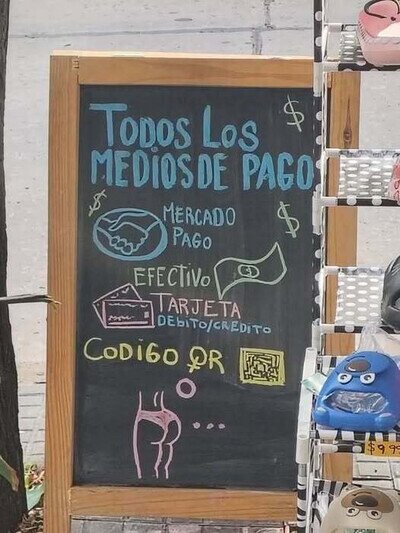 TODOS LOS
MEDIOS DE PAGO
MERCADO
PAGO
EFECTIVO
TARJETA
DEBITO/CREDITO
CODIGO QR